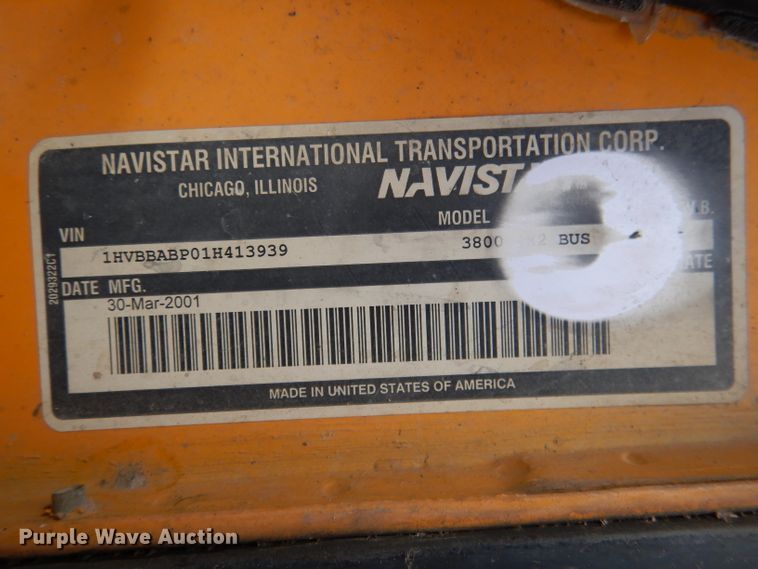 NAVISTAR INTERNATIONAL TRANSPORTATION CORP.
CHICAGO, ILLINOIS
VIN
MODEL
1HVBBABP01H413939
3800 BUS
2029322C1
DATE MFG.
30-Mar-2001
MADE IN UNITED STATES OF AMERICA
Purple Wave Auction